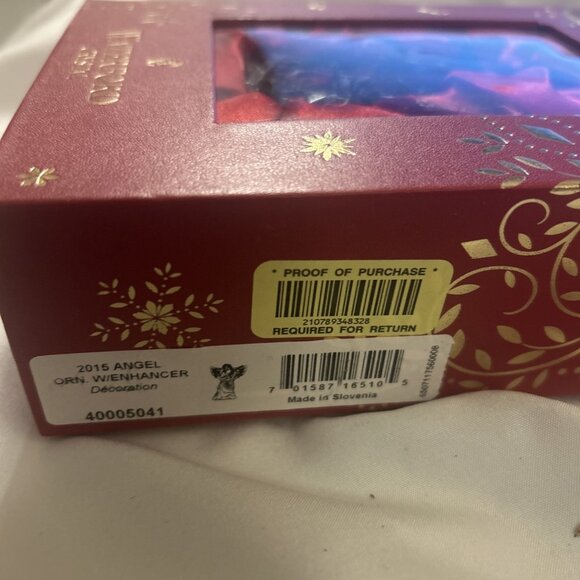 WATERFORD
* PROOF OF PURCHASE *
210789348328
REQUIRED FOR RETURN
2015 ANGEL
ORN. W/ENHANCER
Décoration
40005041
7 01587 16510 5
Made in Slovenia